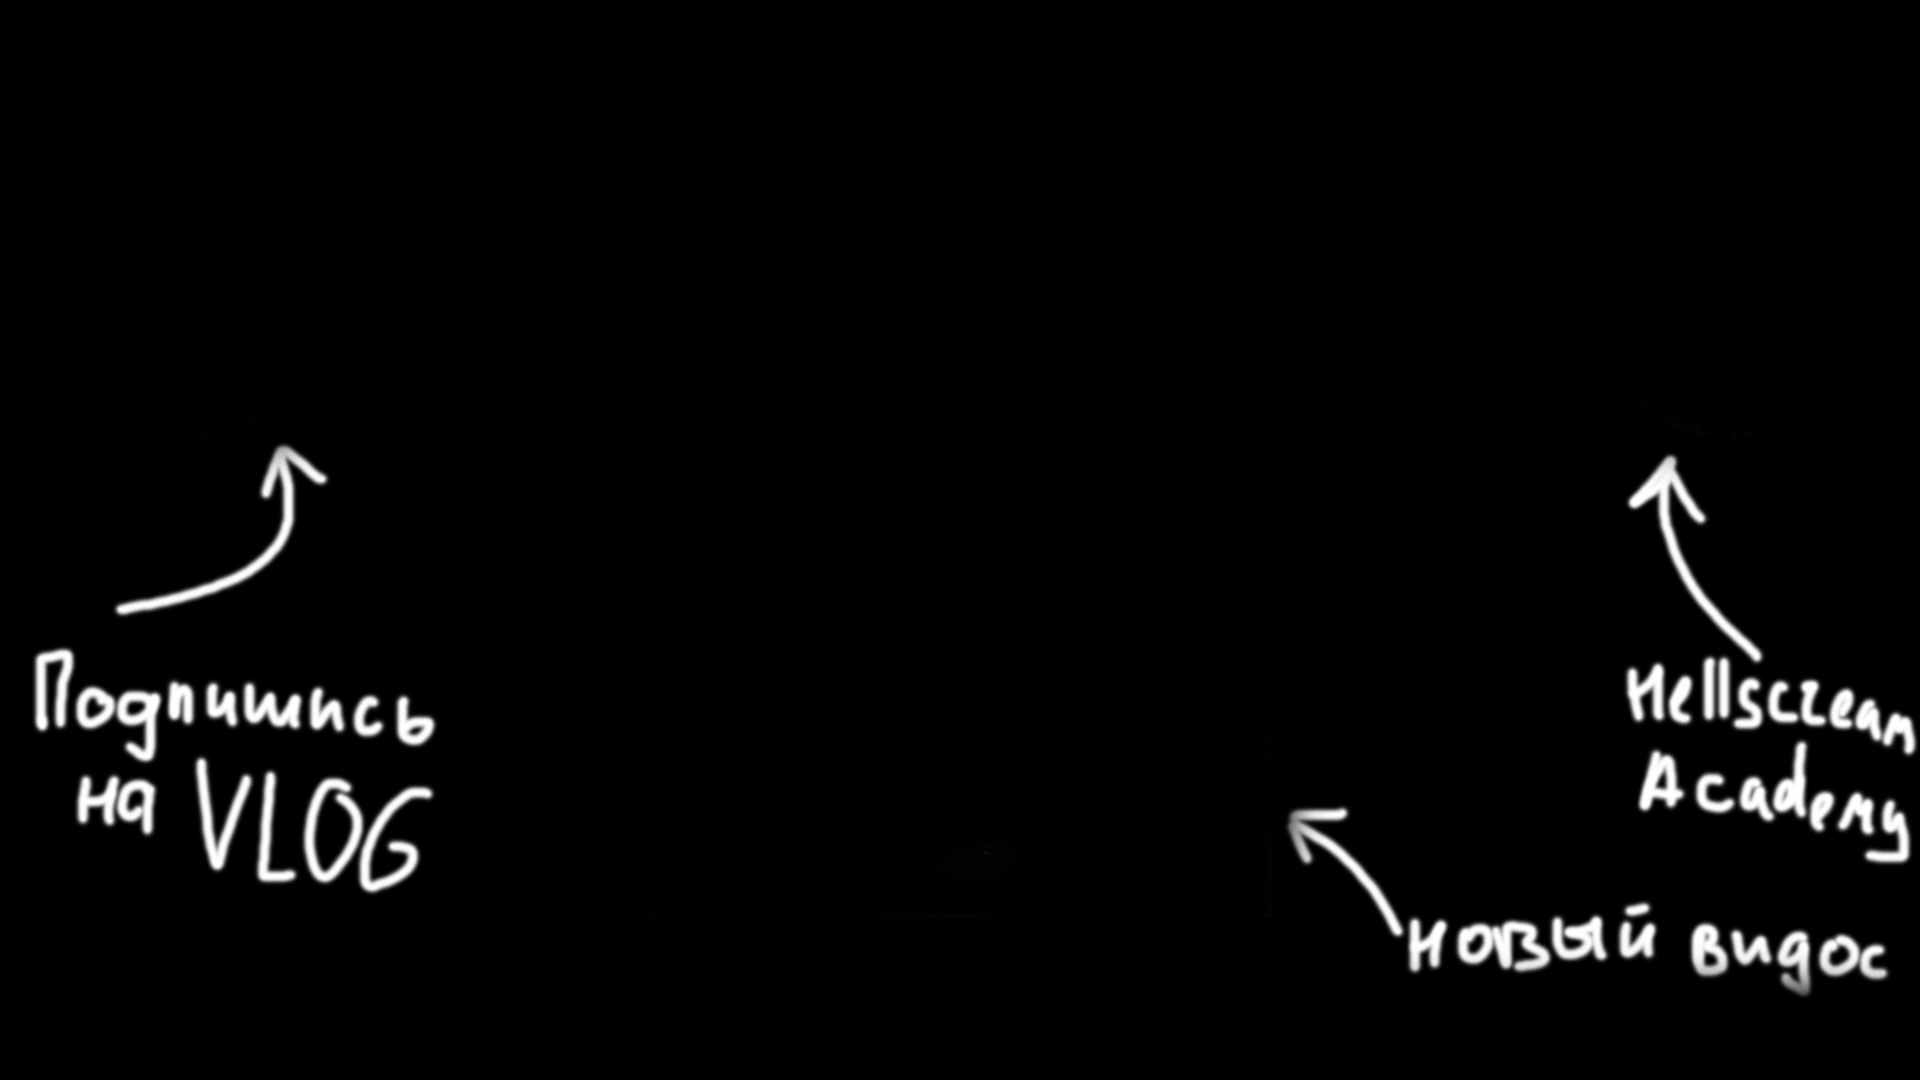 Подпишись
на VLOG
Hellscream
Academy
новый видос